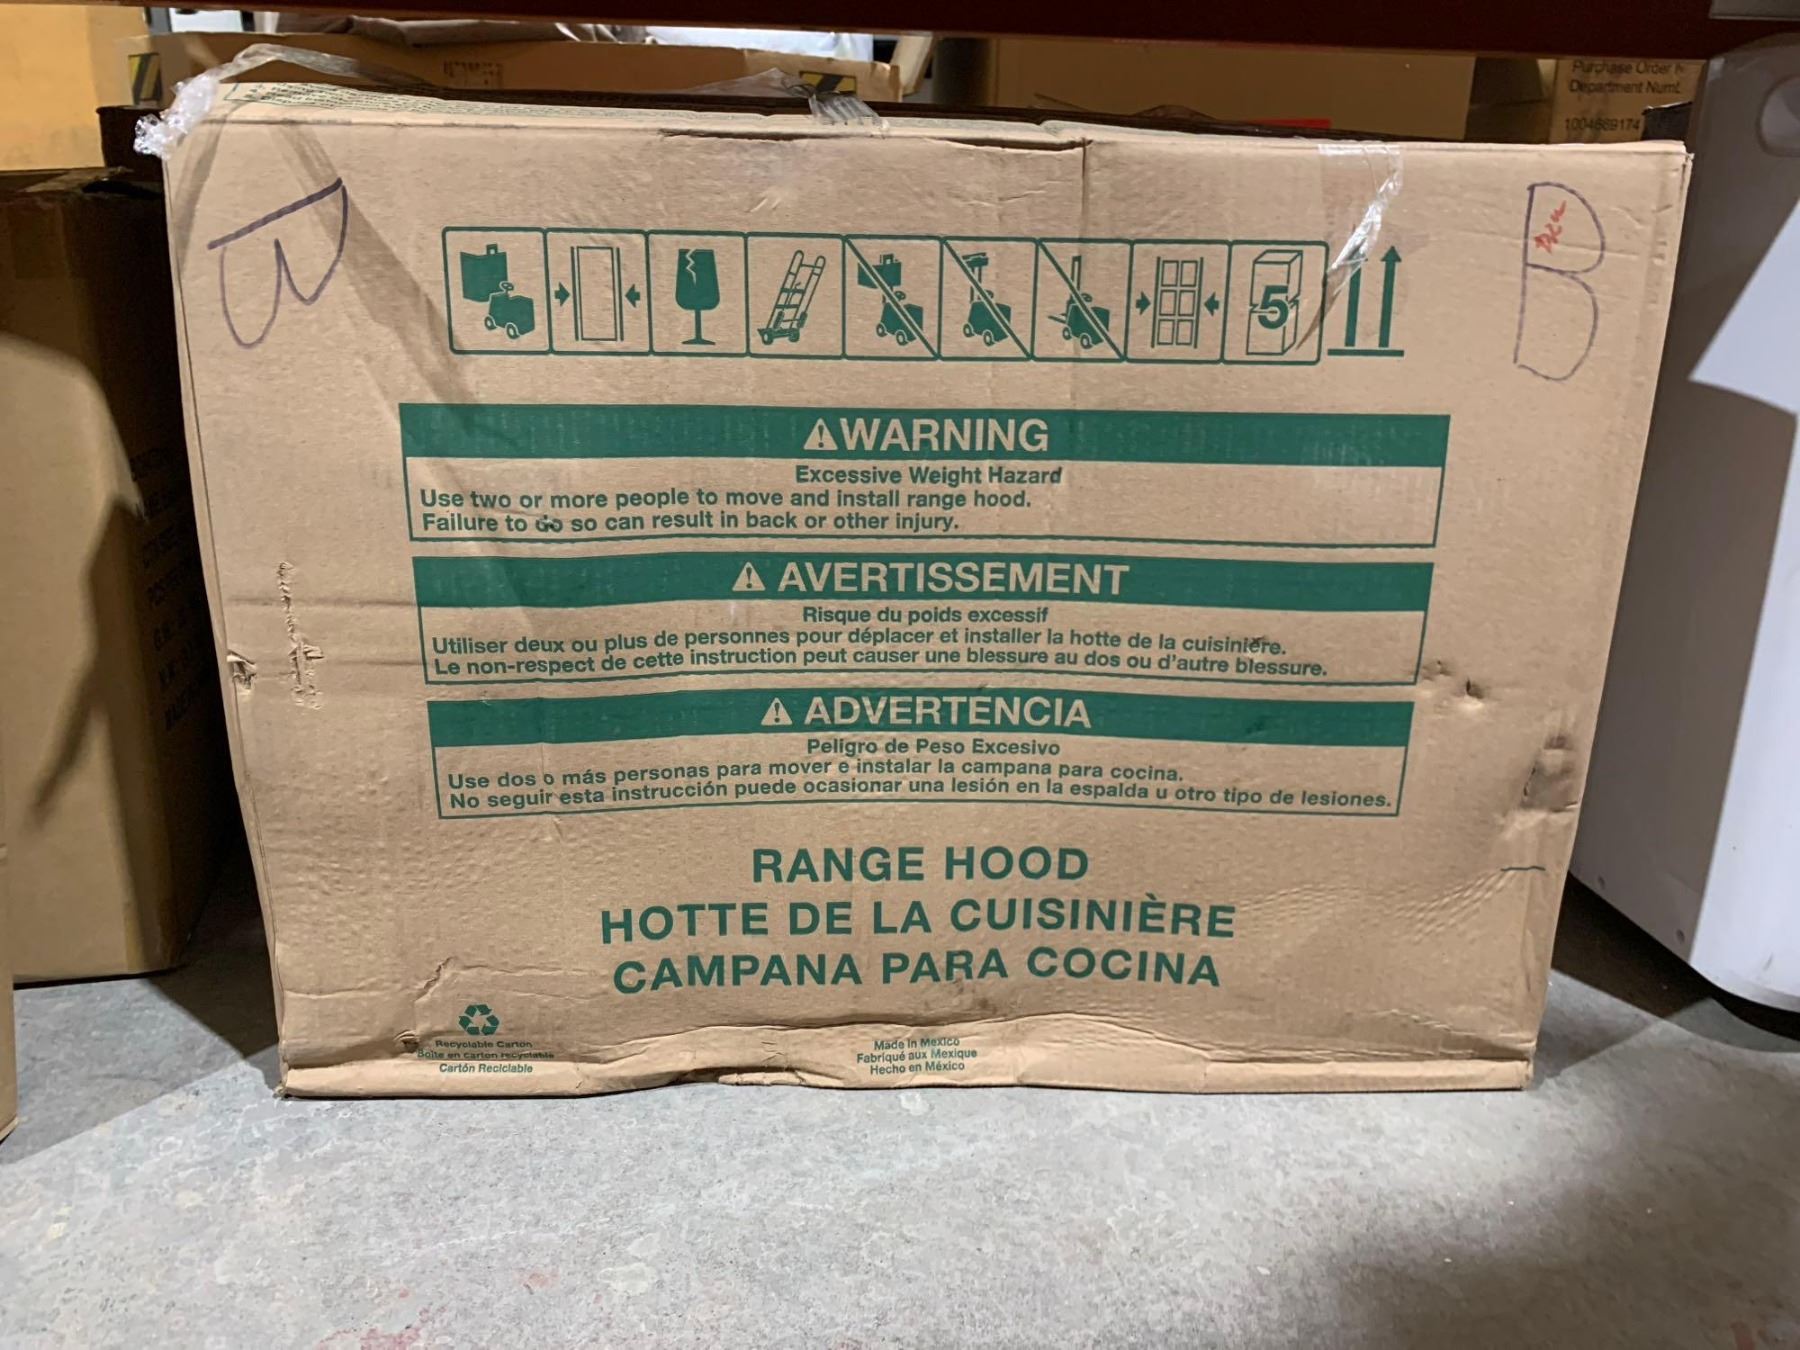 Purchase Order
Department Numb
1004669174
B
B
5
WARNING
Excessive Weight Hazard
Use two or more people to move and install range hood.
Failure to do so can result in back or other injury.
AVERTISSEMENT
Risque du poids excessif
Utiliser deux ou plus de personnes pour déplacer et installer la hotte de la cuisinière.
Le non-respect de cette instruction peut causer une blessure au dos ou d'autre blessure.
ADVERTENCIA
Peligro de Peso Excesivo
Use dos o más personas para mover e instalar la campana para cocina.
No seguir esta instrucción puede ocasionar una lesión en la espalda u otro tipo de lesiones.
RANGE HOOD
HOTTE DE LA CUISINIÈRE
CAMPANA PARA COCINA
Recyclable Carton
Boîte en carton recyclable
Cartón Reciclable
Made in Mexico
Fabriqué aux Mexique
Hecho en México